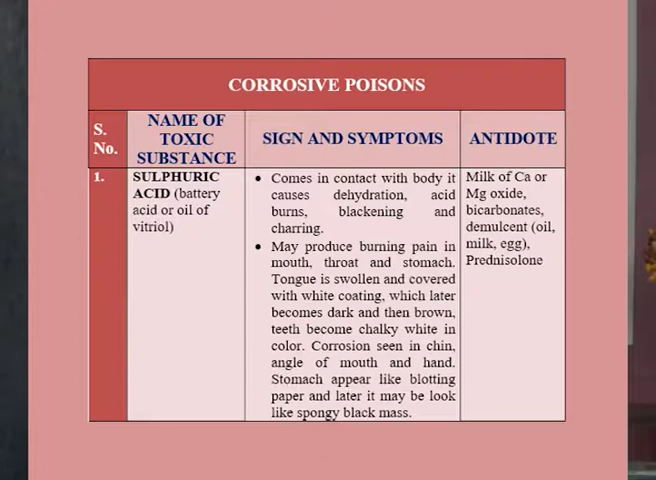 CORROSIVE POISONS
S.
No.
NAME OF
TOXIC
SUBSTANCE
SIGN AND SYMPTOMS
ANTIDOTE
1.
SULPHURIC
ACID (battery
acid or oil of
vitriol)
• Comes in contact with body it
causes dehydration, acid
burns, blackening and
charring.
• May produce burning pain in
mouth, throat and stomach.
Tongue is swollen and covered
with white coating, which later
becomes dark and then brown,
teeth become chalky white in
color. Corrosion seen in chin,
angle of mouth and hand.
Stomach appear like blotting
paper and later it may be look
like spongy black mass.
Milk of Ca or
Mg oxide,
bicarbonates,
demulcent (oil,
milk, egg),
Prednisolone